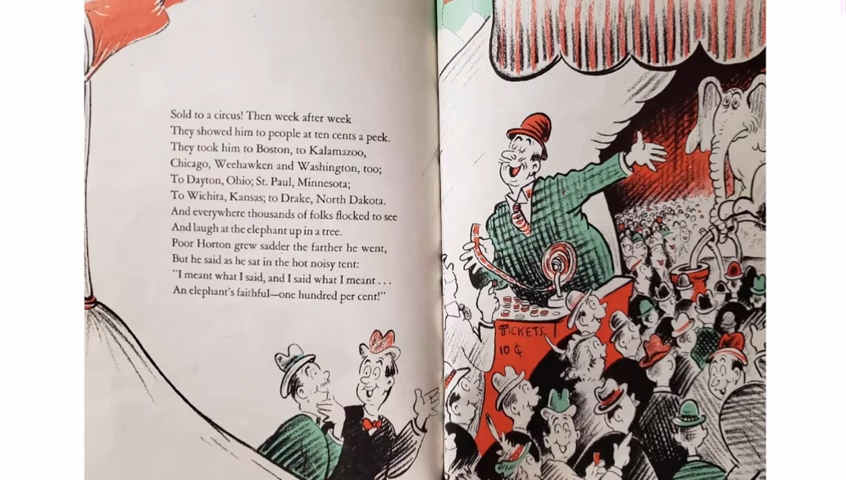 Sold to a circus! Then week after week
They showed him to people at ten cents a peek.
They took him to Boston, to Kalamazoo,
Chicago, Weehawken and Washington, too;
To Dayton, Ohio; St. Paul, Minnesota;
To Wichita, Kansas; to Drake, North Dakota.
And everywhere thousands of folks flocked to see
And laugh at the elephant up in a tree.
Poor Horton grew sadder the farther he went,
But he said as he sat in the hot noisy tent:
"I meant what I said, and I said what I meant . . .
An elephant's faithful—one hundred per cent!"
TICKETS
10 ¢